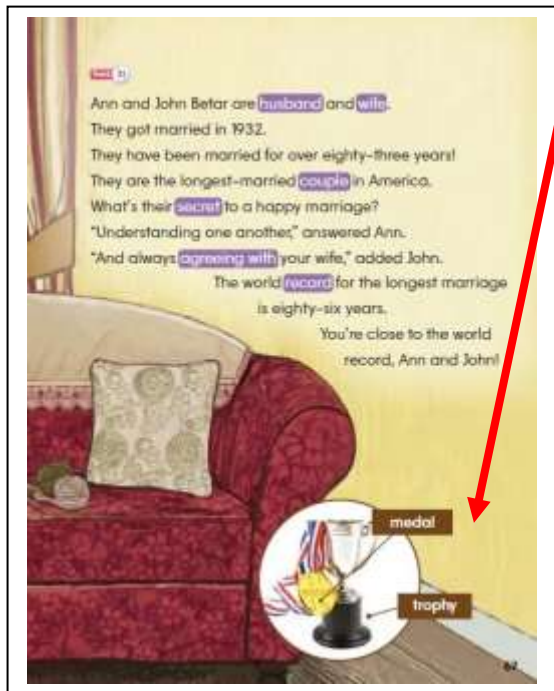 Ann and John Betar are husband and wife.
They got married in 1932.
They have been married for over eighty-three years!
They are the longest-married couple in America.
What's their secret to a happy marriage?
"Understanding one another," answered Ann.
"And always agreeing with your wife," added John.
The world record for the longest marriage
is eighty-six years.
You're close to the world
record, Ann and John!
medal
trophy